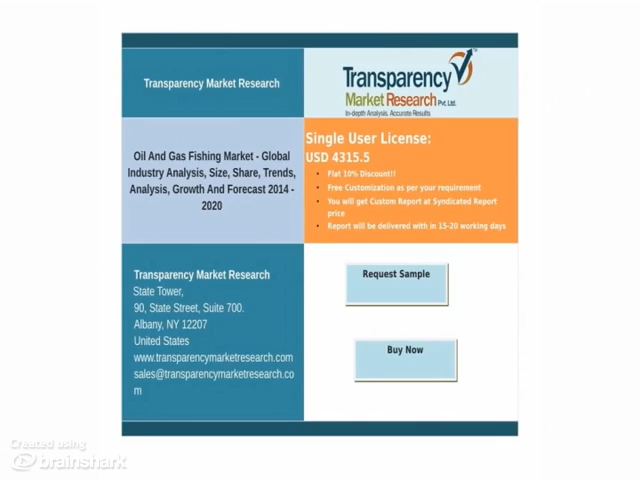 Transparency Market Research
Transparency
Market Research Pvt. Ltd.
In-depth Analysis. Accurate Results
Oil And Gas Fishing Market - Global
Industry Analysis, Size, Share, Trends,
Analysis, Growth And Forecast 2014 -
2020
Single User License:
USD 4315.5
• Flat 10% Discount!!
• Free Customization as per your requirement
• You will get Custom Report at Syndicated Report
price
• Report will be delivered with in 15-20 working days
Transparency Market Research
State Tower,
90, State Street, Suite 700.
Albany, NY 12207
United States
www.transparencymarketresearch.com
sales@transparencymarketresearch.co
m
Request Sample
Buy Now
Created using
brainshark